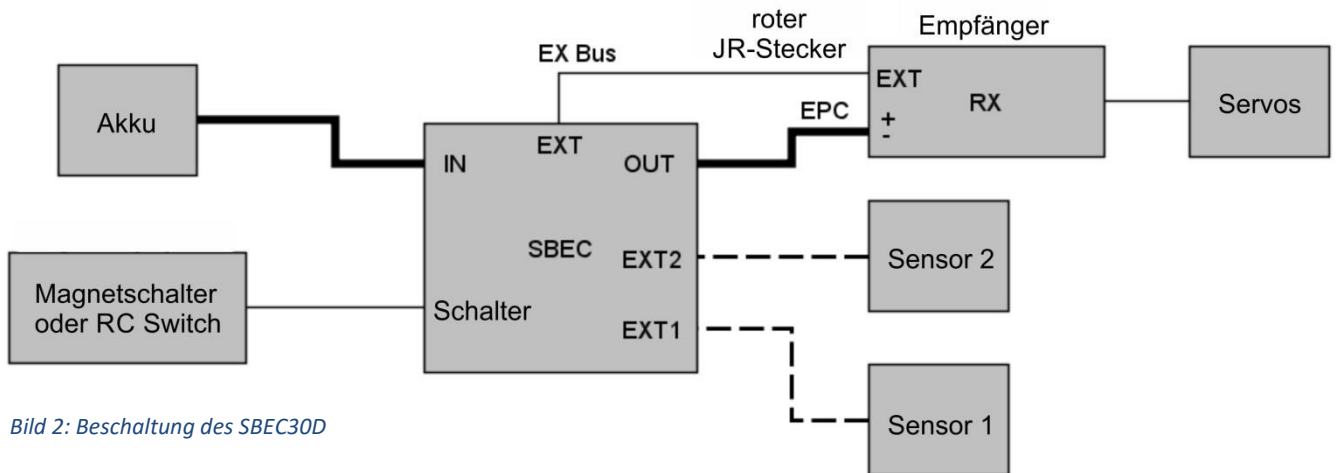 roter
JR-Stecker
Empfänger
EX Bus
EXT
RX
Servos
Akku
EPC
+
-
EXT
IN
OUT
SBEC
EXT2
Sensor 2
Magnetschalter
oder RC Switch
Schalter
EXT1
Sensor 1
Bild 2: Beschaltung des SBEC30D